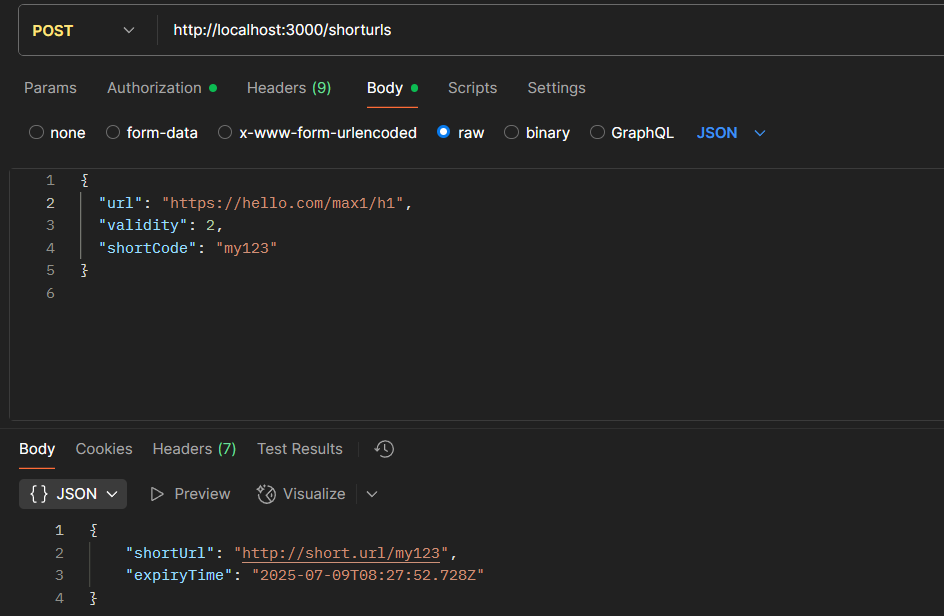 POST http://localhost:3000/shorturls
Params Authorization Headers (9) Body Scripts Settings
none form-data x-www-form-urlencoded raw binary GraphQL JSON
1 {
2 "url": "https://hello.com/max1/h1",
3 "validity": 2,
4 "shortCode": "my123"
5 }
6
Body Cookies Headers (7) Test Results
{} JSON Preview Visualize
1 {
2 "shortUrl": "http://short.url/my123",
3 "expiryTime": "2025-07-09T08:27:52.728Z"
4 }